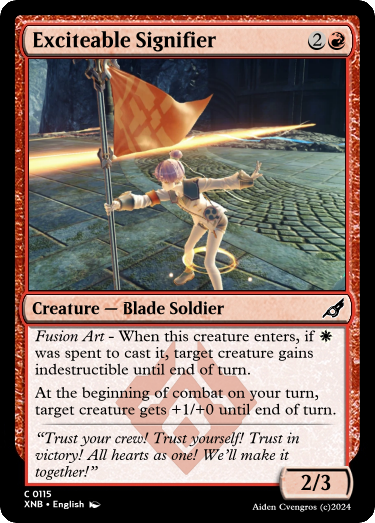 Exciteable Signifier 2
Creature — Blade Soldier
Fusion Art - When this creature enters, if
was spent to cast it, target creature gains
indestructible until end of turn.
At the beginning of combat on your turn,
target creature gets +1/+0 until end of turn.
“Trust your crew! Trust yourself! Trust in
victory! All hearts as one! We’ll make it
together!”
2/3
C 0115
XNB • English
Aiden Cvengros (c)2024